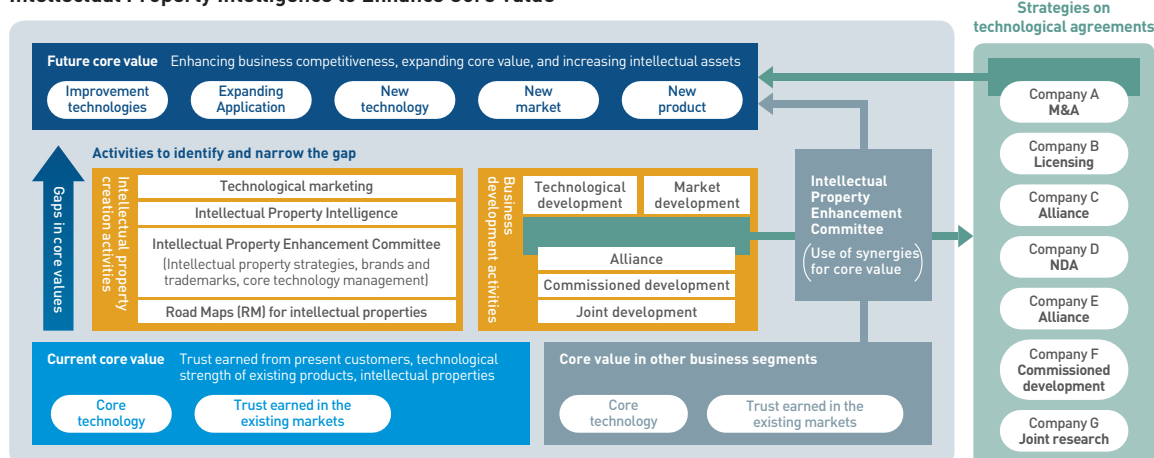 Intellectual Property Intelligence to Enhance Core Value
Strategies on
technological agreements
Future core value Enhancing business competitiveness, expanding core value, and increasing intellectual assets
Improvement
technologies
Expanding
Application
New
technology
New
market
New
product
Activities to identify and narrow the gap
Gaps in core values
Intellectual property
creation activities
Technological marketing
Intellectual Property Intelligence
Intellectual Property Enhancement Committee
(Intellectual property strategies, brands and
trademarks, core technology management)
Road Maps (RM) for intellectual properties
Business
development activities
Technological
development
Market
development
Alliance
Commissioned development
Joint development
Intellectual
Property
Enhancement
Committee
(Use of synergies
for core value)
Current core value Trust earned from present customers, technological
strength of existing products, intellectual properties
Core
technology
Trust earned in the
existing markets
Core value in other business segments
Core
technology
Trust earned in the
existing markets
Company A
M&A
Company B
Licensing
Company C
Alliance
Company D
NDA
Company E
Alliance
Company F
Commissioned
development
Company G
Joint research